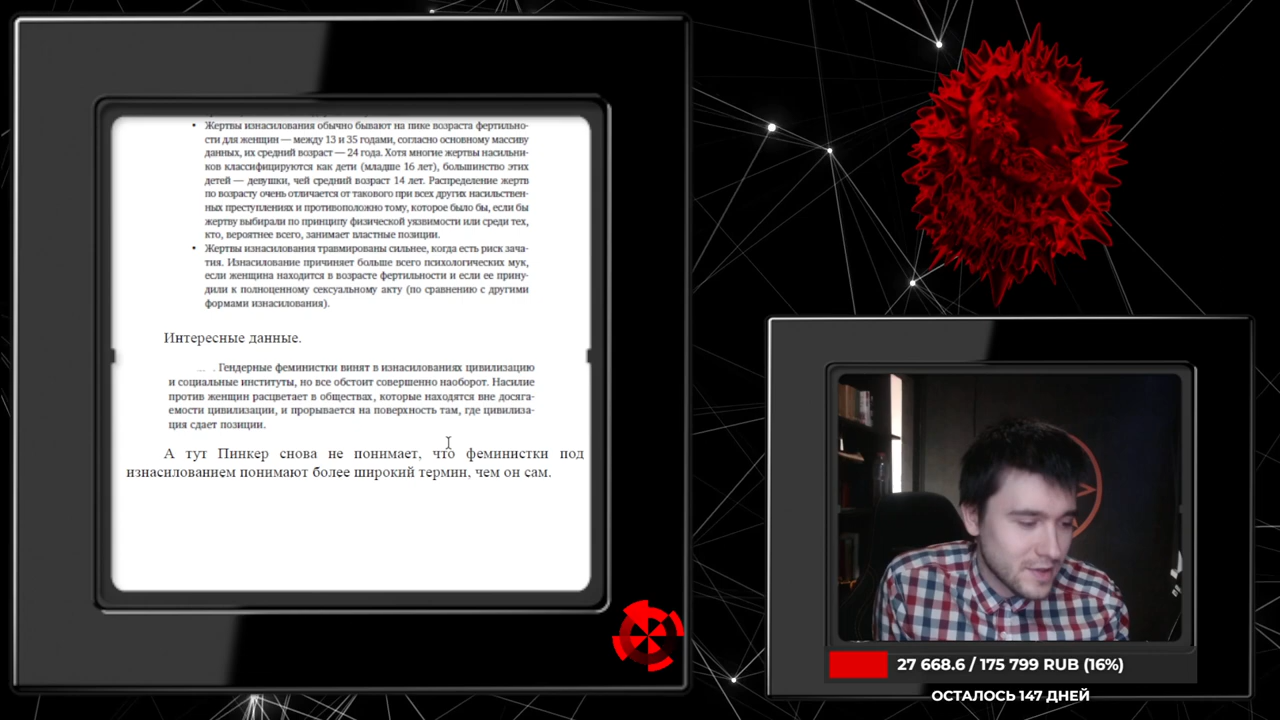 • Жертвы изнасилования обычно бывают на пике возраста фертильно-
сти для женщин — между 13 и 35 годами, согласно основному массиву
данных, их средний возраст — 24 года. Хотя многие жертвы насильни-
ков классифицируются как дети (младше 16 лет), большинство этих
детей — девушки, чей средний возраст 14 лет. Распределение жертв
по возрасту очень отличается от такового при всех других насильствен-
ных преступлениях и противоположно тому, которое было бы, если бы
жертву выбирали по принципу физической уязвимости или среди тех,
кто, вероятнее всего, занимает властные позиции.
• Жертвы изнасилования травмированы сильнее, когда есть риск зача-
тия. Изнасилование причиняет больше всего психологических мук,
если женщина находится в возрасте фертильности и если ее прину-
дили к полноценному сексуальному акту (по сравнению с другими
формами изнасилования).
Интересные данные.
Гендерные феминистки винят в изнасилованиях цивилизацию
и социальные институты, но все обстоит совершенно наоборот. Насилие
против женщин расцветает в обществах, которые находятся вне досяга-
емости цивилизации, и прорывается на поверхность там, где цивилиза-
ция сдает позиции.
А тут Пинкер снова не понимает, что феминистки под
изнасилованием понимают более широкий термин, чем он сам.
27 668.6 / 175 799 RUB (16%)
ОСТАЛОСЬ 147 ДНЕЙ